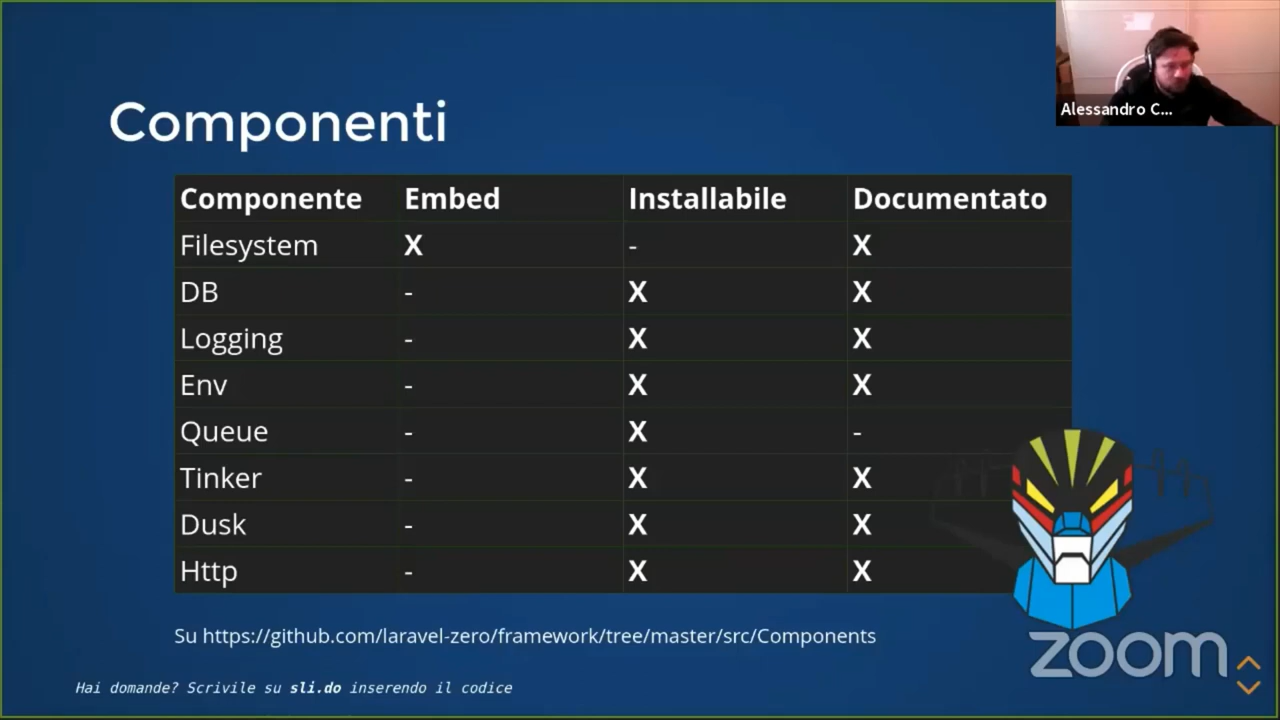 Alessandro C...
Componenti
Componente Embed Installabile Documentato
Filesystem X - X
DB - X X
Logging - X X
Env - X X
Queue - X -
Tinker - X X
Dusk - X X
Http - X X
Su https://github.com/laravel-zero/framework/tree/master/src/Components
zoom
Hai domande? Scrivile su sli.do inserendo il codice